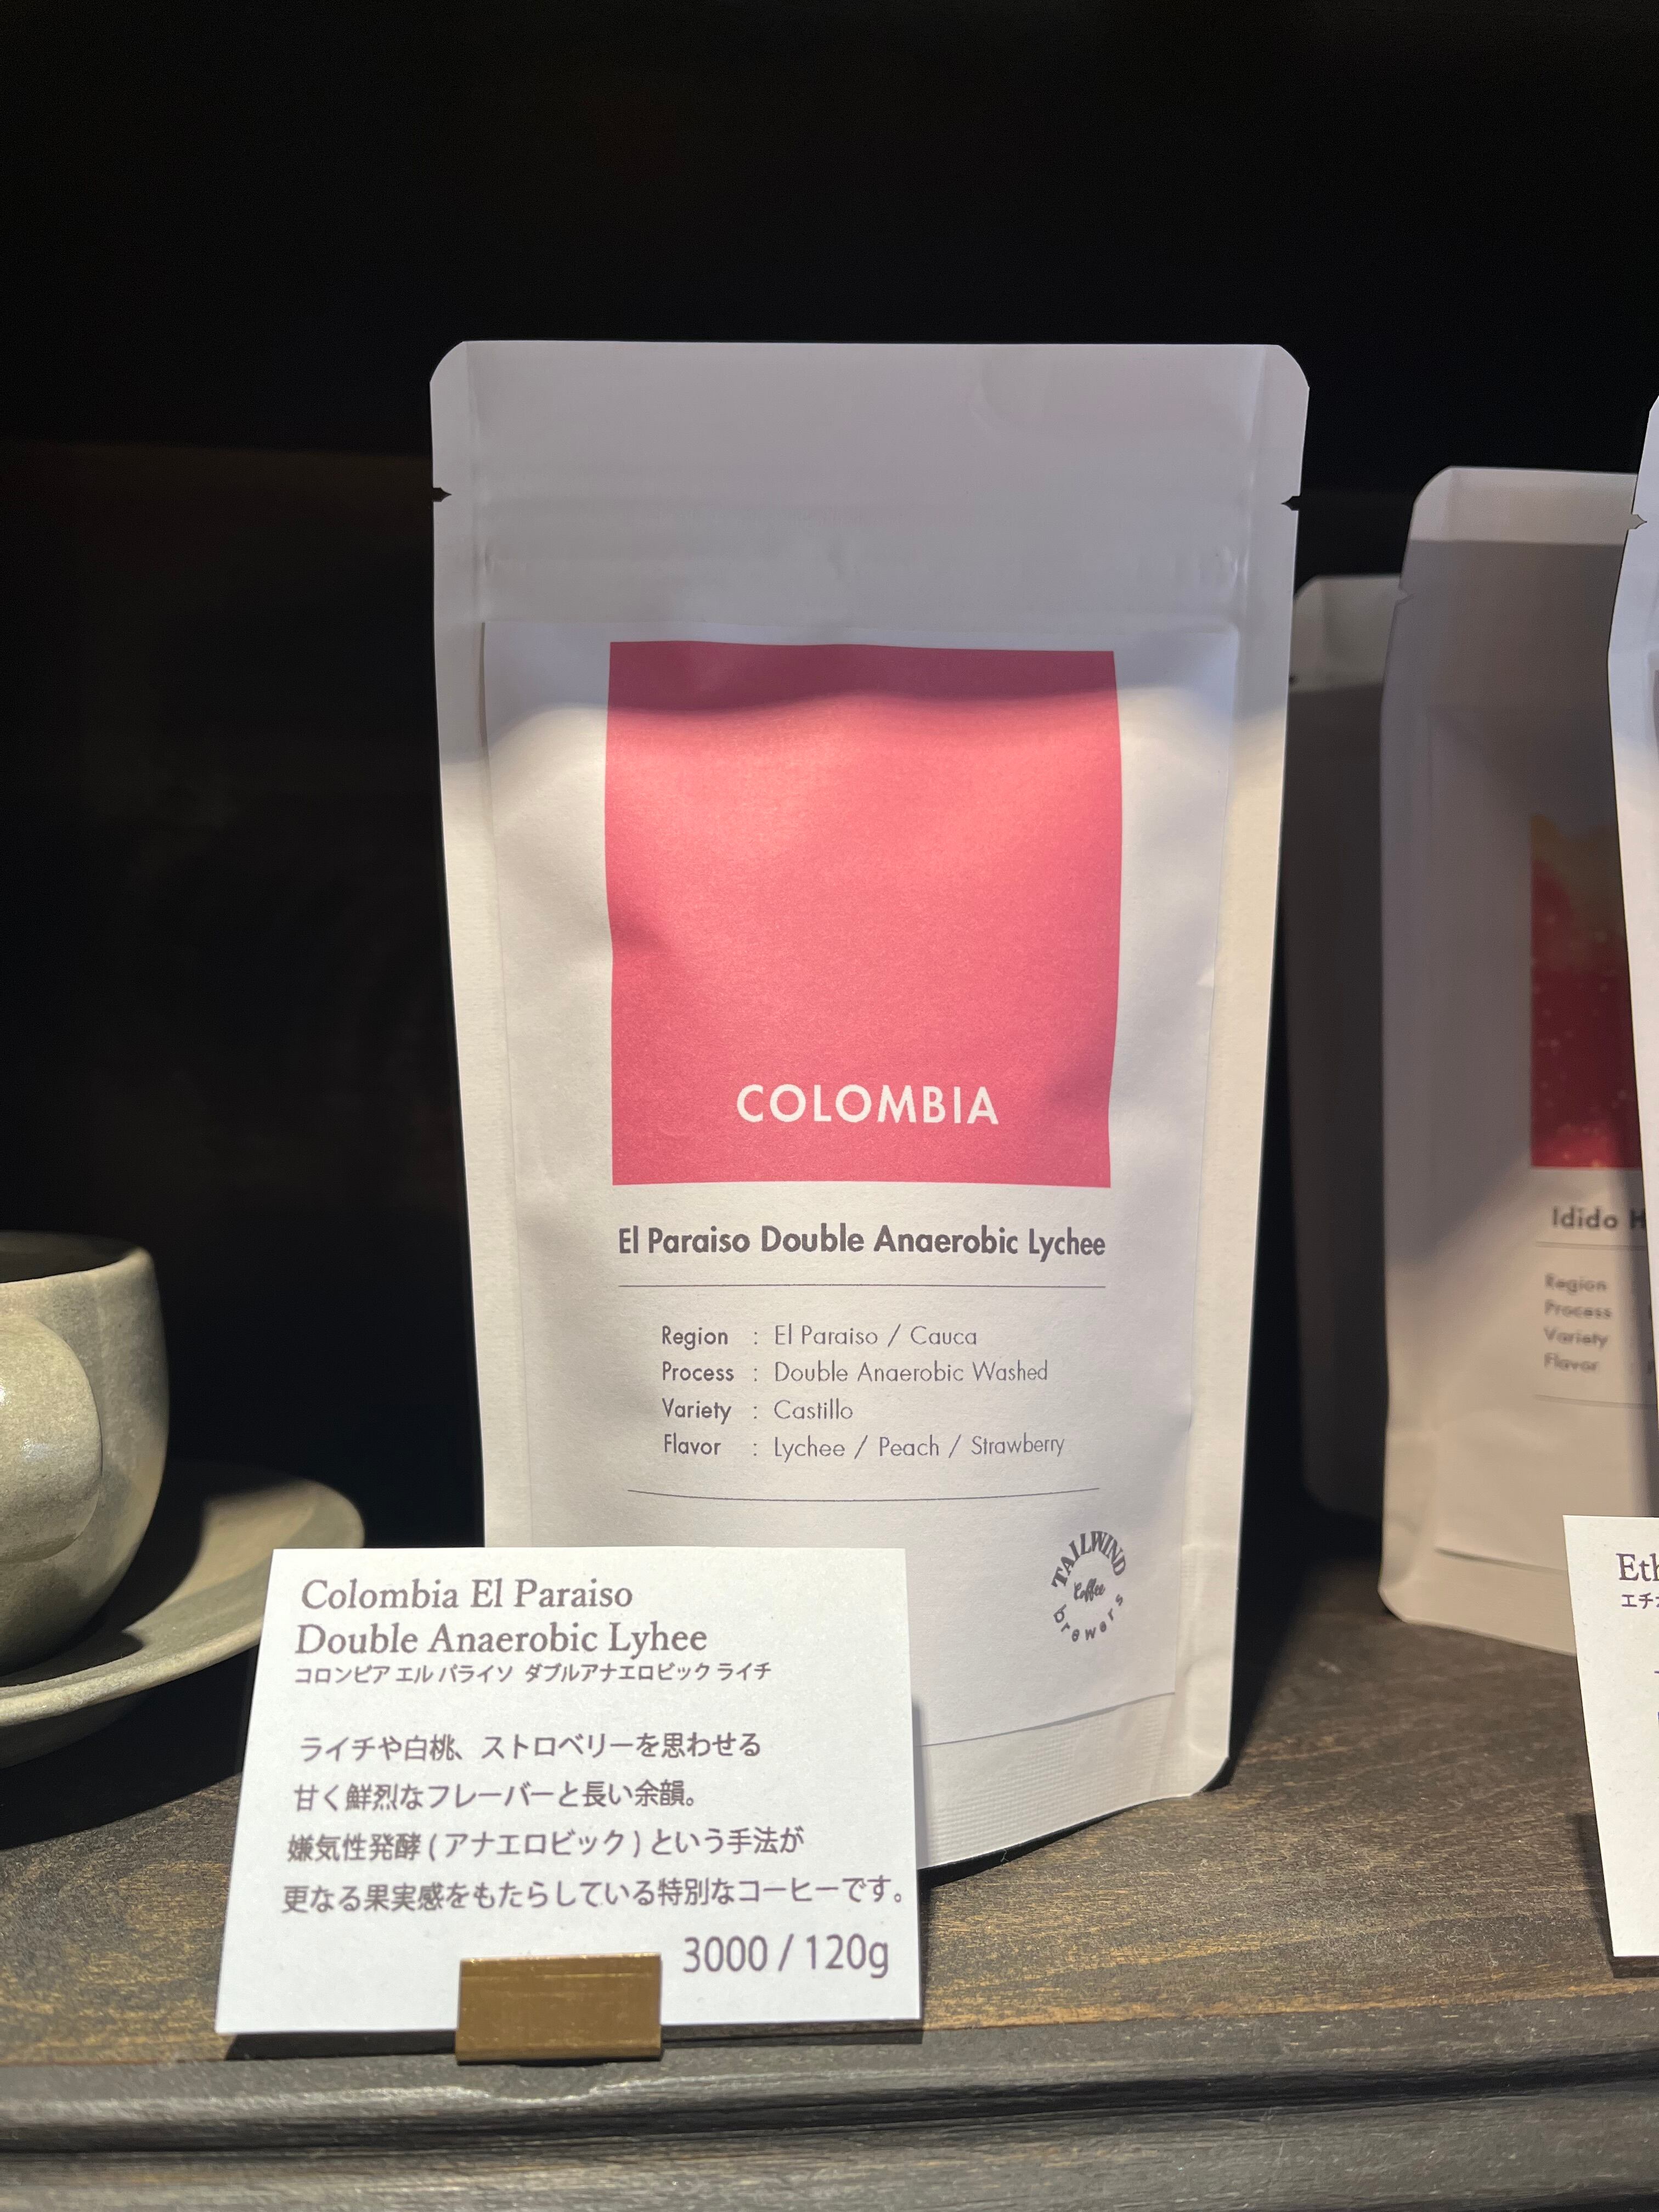 COLOMBIA
El Paraiso Double Anaerobic Lychee
Region : El Paraiso / Cauca
Process : Double Anaerobic Washed
Variety : Castillo
Flavor : Lychee / Peach / Strawberry
TAILWIND
Coffee
brewers
Colombia El Paraiso
Double Anaerobic Lyhee
コロンビア エル パライソ ダブルアナエロビック ライチ
ライチや白桃、ストロベリーを思わせる
甘く鮮烈なフレーバーと長い余韻。
嫌気性発酵 ( アナエロビック ) という手法が
更なる果実感をもたらしている特別なコーヒーです。
3000 / 120g
Idido
Region
Process
Variety
Flavor